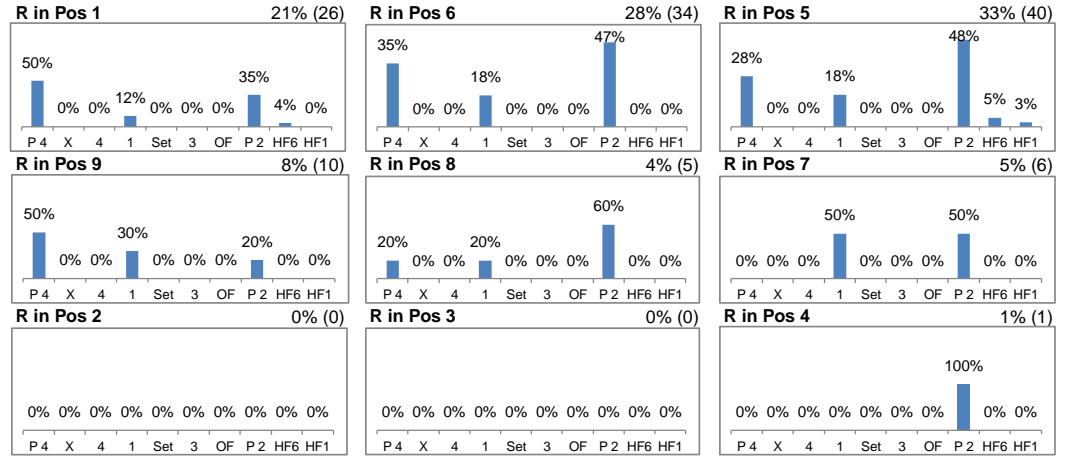 R in Pos 1 21% (26)
50% 0% 0% 12% 0% 0% 0% 35% 4% 0%
P 4 X 4 1 Set 3 OF P 2 HF6 HF1
R in Pos 6 28% (34)
35% 0% 0% 18% 0% 0% 0% 47% 0% 0%
P 4 X 4 1 Set 3 OF P 2 HF6 HF1
R in Pos 5 33% (40)
28% 0% 0% 18% 0% 0% 0% 48% 5% 3%
P 4 X 4 1 Set 3 OF P 2 HF6 HF1
R in Pos 9 8% (10)
50% 0% 0% 30% 0% 0% 0% 20% 0% 0%
P 4 X 4 1 Set 3 OF P 2 HF6 HF1
R in Pos 8 4% (5)
20% 0% 0% 20% 0% 0% 0% 60% 0% 0%
P 4 X 4 1 Set 3 OF P 2 HF6 HF1
R in Pos 7 5% (6)
0% 0% 0% 50% 0% 0% 0% 50% 0% 0%
P 4 X 4 1 Set 3 OF P 2 HF6 HF1
R in Pos 2 0% (0)
0% 0% 0% 0% 0% 0% 0% 0% 0% 0%
P 4 X 4 1 Set 3 OF P 2 HF6 HF1
R in Pos 3 0% (0)
0% 0% 0% 0% 0% 0% 0% 0% 0% 0%
P 4 X 4 1 Set 3 OF P 2 HF6 HF1
R in Pos 4 1% (1)
0% 0% 0% 0% 0% 0% 0% 100% 0% 0%
P 4 X 4 1 Set 3 OF P 2 HF6 HF1